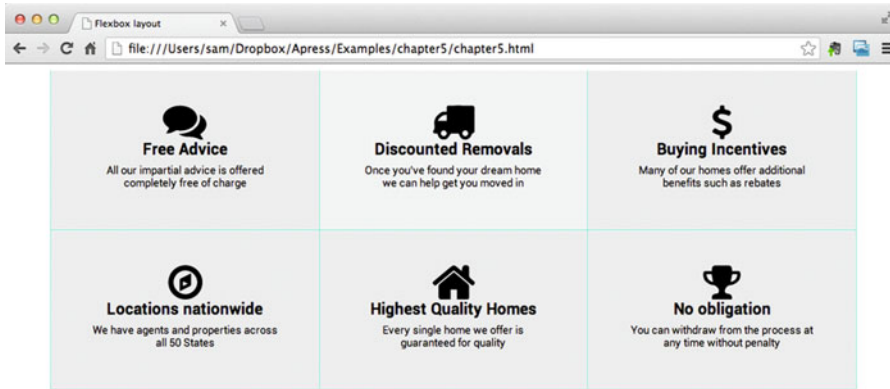 Flexbox layout
file:///Users/sam/Dropbox/Apress/Examples/chapter5/chapter5.html
Free Advice
All our impartial advice is offered
completely free of charge
Discounted Removals
Once you've found your dream home
we can help get you moved in
Buying Incentives
Many of our homes offer additional
benefits such as rebates
Locations nationwide
We have agents and properties across
all 50 States
Highest Quality Homes
Every single home we offer is
guaranteed for quality
No obligation
You can withdraw from the process at
any time without penalty